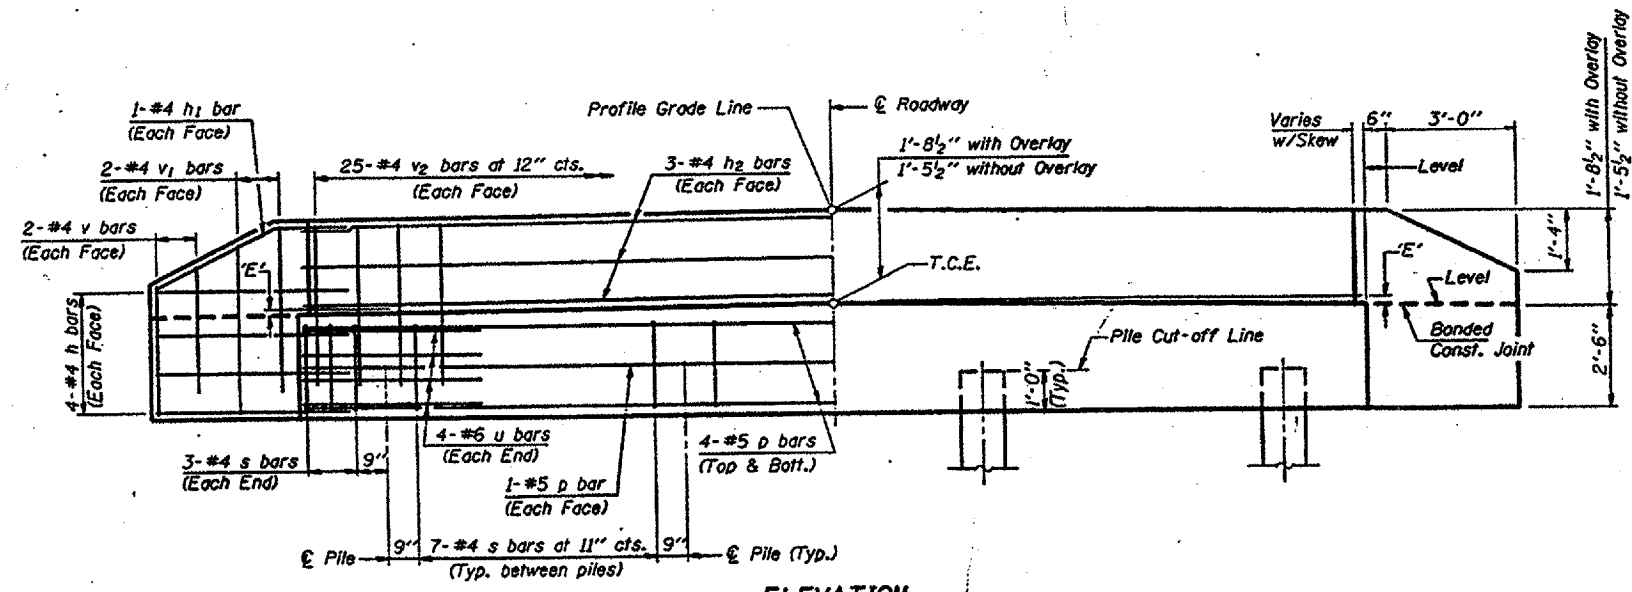 1-#4 h1 bar
(Each Face)
Profile Grade Line
℄ Roadway
Varies
w/Skew
6"
3'-0"
1'-8½" with Overlay
1'-5½" without Overlay
2-#4 v1 bars
(Each Face)
25-#4 v2 bars at 12" cts.
(Each Face)
3-#4 h2 bars
(Each Face)
1'-8½" with Overlay
1'-5½" without Overlay
Level
2-#4 v bars
(Each Face)
'E'
T.C.E.
'E'
1'-4"
Level
4-#4 h bars
(Each Face)
Pile Cut-off Line
Bonded
Const. Joint
2'-6"
1'-0"
(Typ.)
3-#4 s bars
(Each End)
9"
4-#6 u bars
(Each End)
4-#5 p bars
(Top & Bott.)
1-#5 p bar
(Each Face)
℄ Pile
9"
7-#4 s bars at 11" cts.
(Typ. between piles)
9"
℄ Pile (Typ.)
ELEVATION